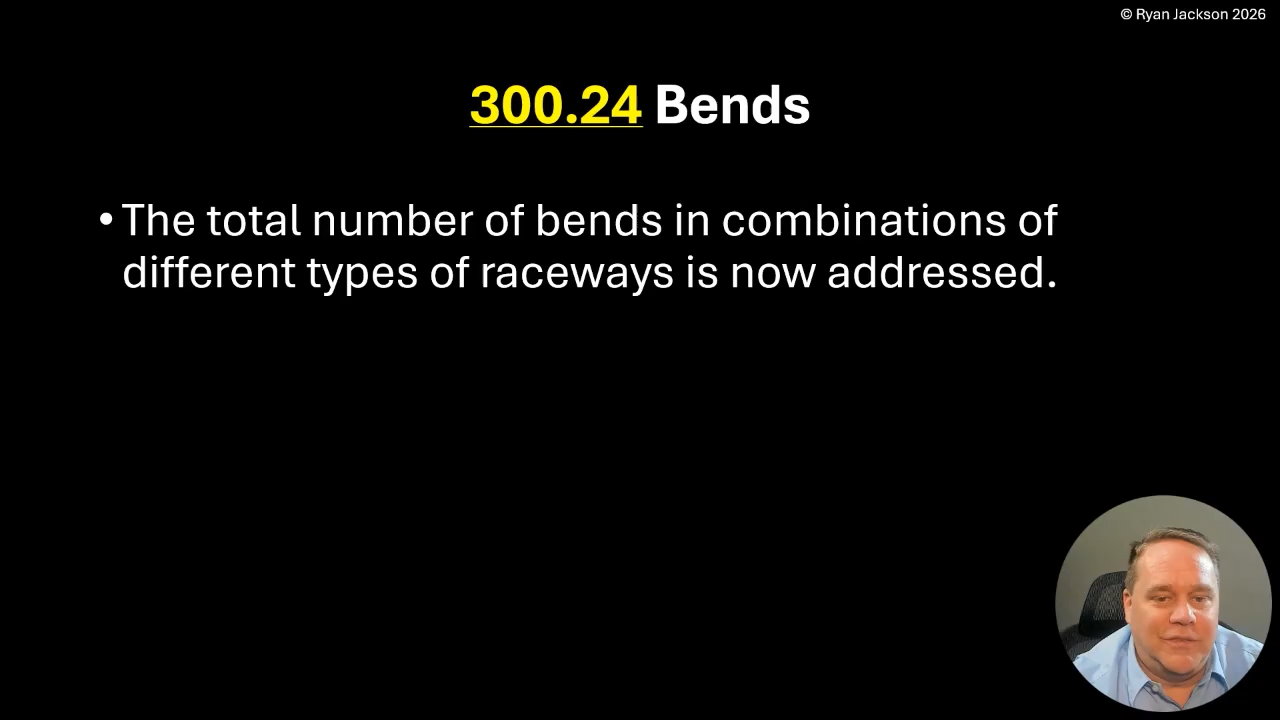 © Ryan Jackson 2026
300.24 Bends
• The total number of bends in combinations of
different types of raceways is now addressed.